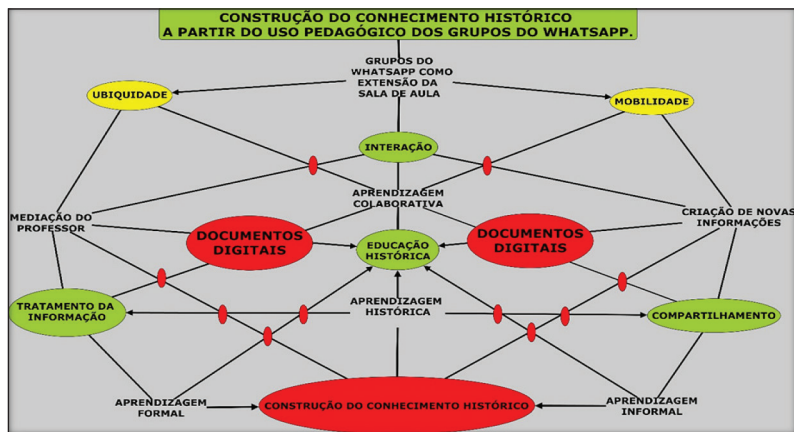 CONSTRUÇÃO DO CONHECIMENTO HISTÓRICO
A PARTIR DO USO PEDAGÓGICO DOS GRUPOS DO WHATSAPP.
GRUPOS DO
WHATSAPP COMO
EXTENSÃO DA
SALA DE AULA
UBIQUIDADE
MOBILIDADE
INTERAÇÃO
APRENDIZAGEM
COLABORATIVA
MEDIAÇÃO DO
PROFESSOR
CRIAÇÃO DE NOVAS
INFORMAÇÕES
DOCUMENTOS
DIGITAIS
EDUCAÇÃO
HISTÓRICA
DOCUMENTOS
DIGITAIS
TRATAMENTO DA
INFORMAÇÃO
APRENDIZAGEM
HISTÓRICA
COMPARTILHAMENTO
APRENDIZAGEM
FORMAL
CONSTRUÇÃO DO CONHECIMENTO HISTÓRICO
APRENDIZAGEM
INFORMAL